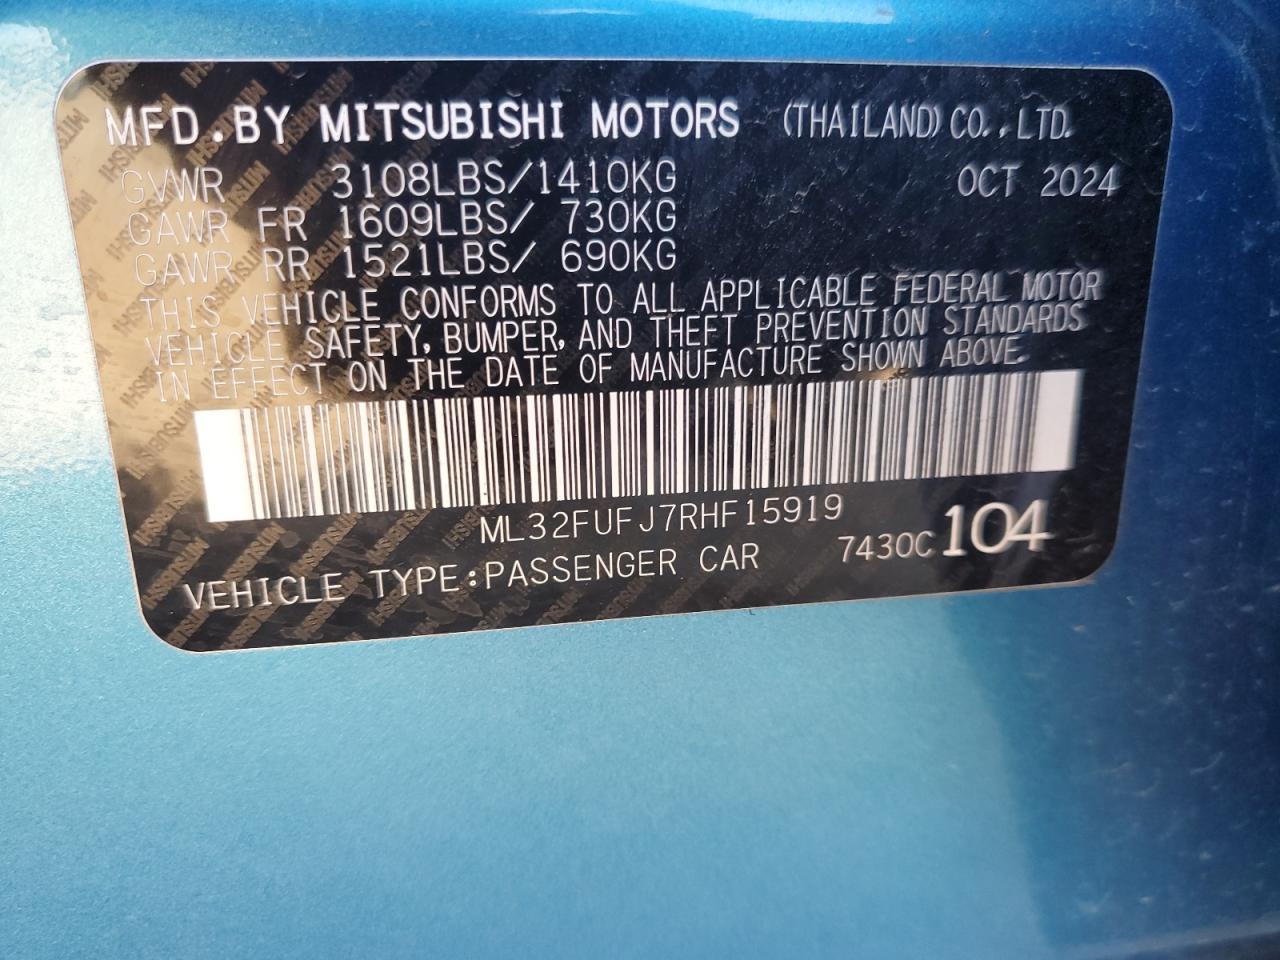 MFD.BY MITSUBISHI MOTORS (THAILAND) CO.,LTD.
GVWR 3108LBS/1410KG OCT 2024
GAWR FR 1609LBS/ 730KG
GAWR RR 1521LBS/ 690KG
THIS VEHICLE CONFORMS TO ALL APPLICABLE FEDERAL MOTOR
VEHICLE SAFETY, BUMPER, AND THEFT PREVENTION STANDARDS
IN EFFECT ON THE DATE OF MANUFACTURE SHOWN ABOVE.
ML32FUFJ7RHF15919
VEHICLE TYPE:PASSENGER CAR 7430C 104